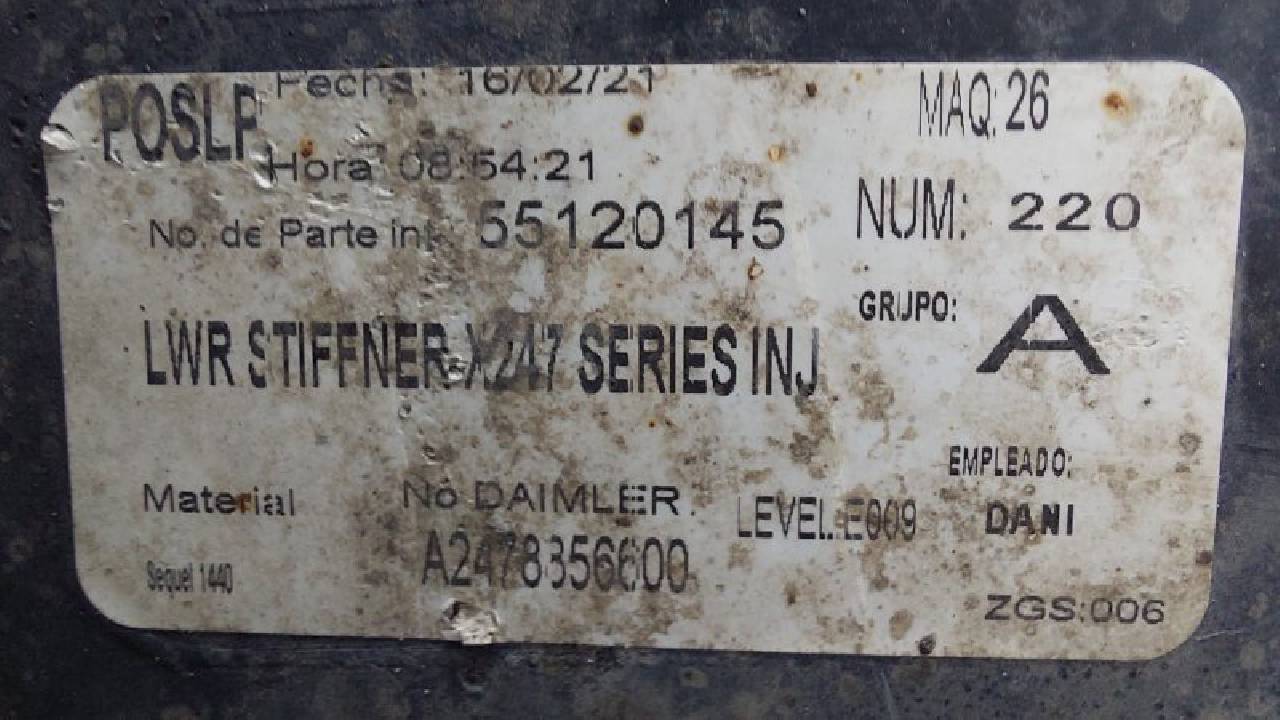 POSLP Fecha: 16/02/21 MAQ: 26
Hora 08:54:21
No. de Parte int. 55120145 NUM: 220
GRUPO: A
LWR STIFFNER X247 SERIES INJ
EMPLEADO:
Material No DAIMLER. LEVEL E009 DANI
Sequel 1440 A2478856600
ZGS:006